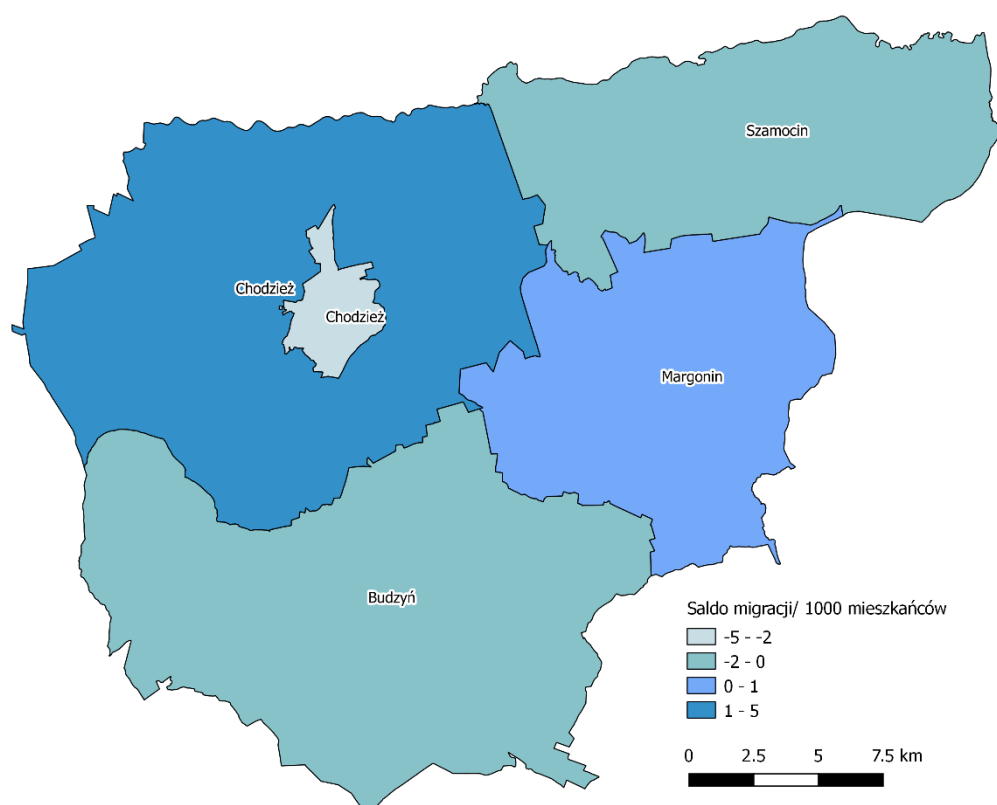 Szamocin
Chodzież
Chodzież
Margonin
Budzyń
Saldo migracji/ 1000 mieszkańców
-5 - -2
-2 - 0
0 - 1
1 - 5
0 2.5 5 7.5 km